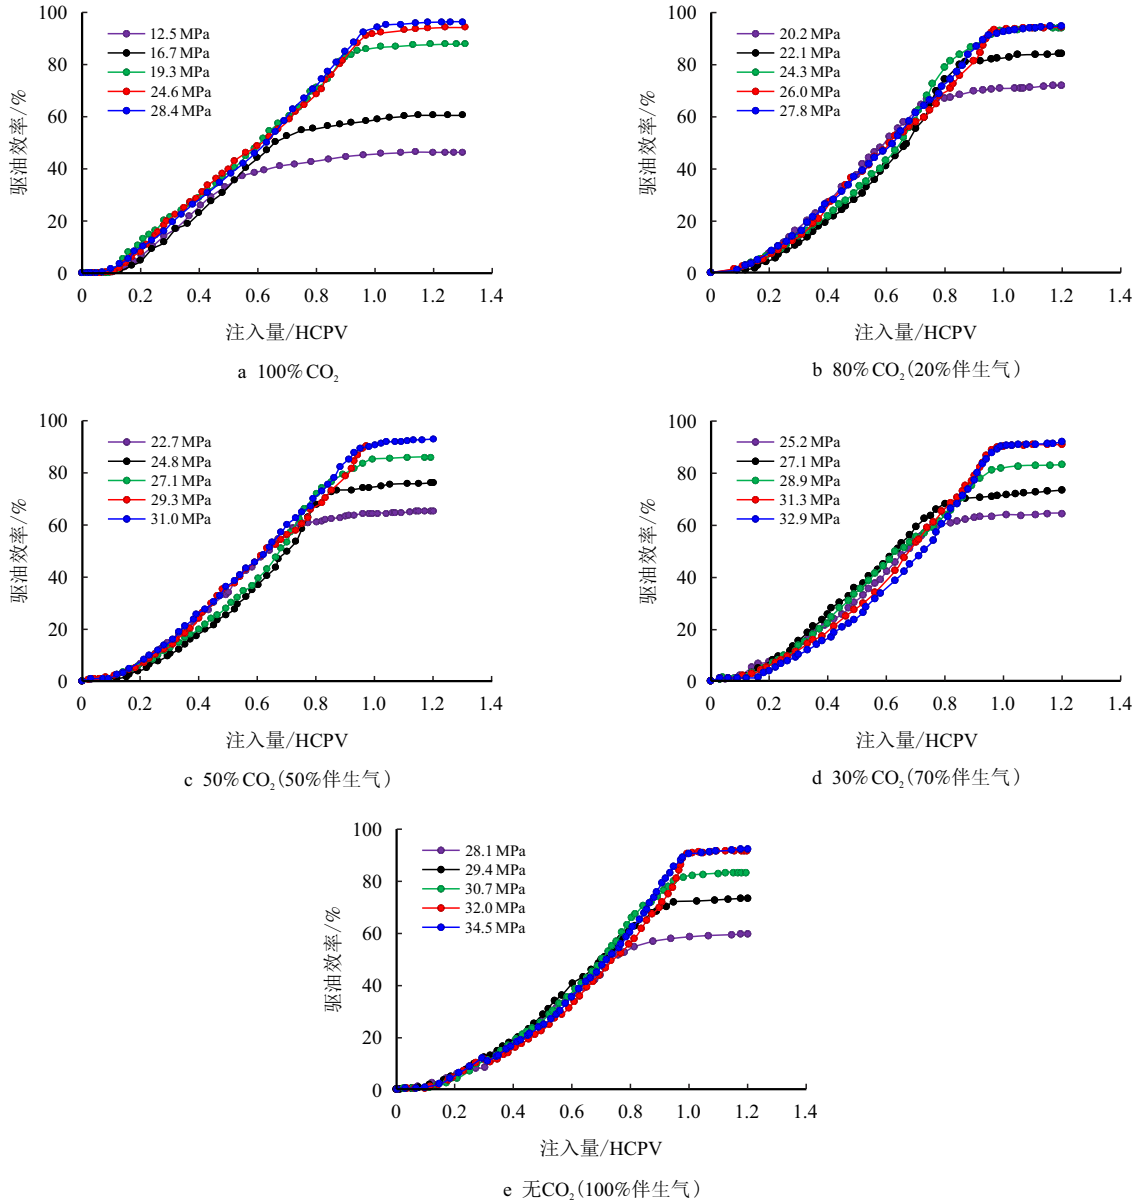 100
80
60
40
20
0
驱油效率/%
12.5 MPa
16.7 MPa
19.3 MPa
24.6 MPa
28.4 MPa
0 0.2 0.4 0.6 0.8 1.0 1.2 1.4
注入量/HCPV
a 100% CO₂
100
80
60
40
20
0
驱油效率/%
20.2 MPa
22.1 MPa
24.3 MPa
26.0 MPa
27.8 MPa
0 0.2 0.4 0.6 0.8 1.0 1.2 1.4
注入量/HCPV
b 80% CO₂(20%伴生气)
100
80
60
40
20
0
驱油效率/%
22.7 MPa
24.8 MPa
27.1 MPa
29.3 MPa
31.0 MPa
0 0.2 0.4 0.6 0.8 1.0 1.2 1.4
注入量/HCPV
c 50% CO₂(50%伴生气)
100
80
60
40
20
0
驱油效率/%
25.2 MPa
27.1 MPa
28.9 MPa
31.3 MPa
32.9 MPa
0 0.2 0.4 0.6 0.8 1.0 1.2 1.4
注入量/HCPV
d 30% CO₂(70%伴生气)
100
80
60
40
20
0
驱油效率/%
28.1 MPa
29.4 MPa
30.7 MPa
32.0 MPa
34.5 MPa
0 0.2 0.4 0.6 0.8 1.0 1.2 1.4
注入量/HCPV
e 无CO₂(100%伴生气)